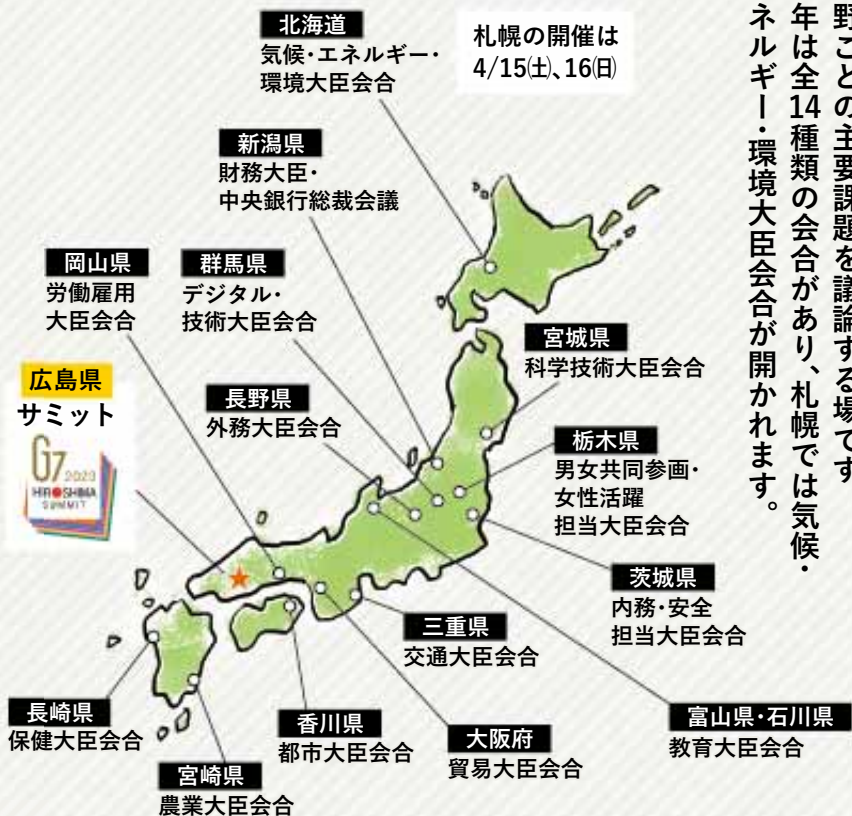 野ごとの主要課題を議論する場です
年は全14種類の会合があり、札幌では気候・
ネルギー・環境大臣会合が開かれます。
北海道
気候・エネルギー・
環境大臣会合
札幌の開催は
4/15㈯、16㈰
新潟県
財務大臣・
中央銀行総裁会議
岡山県
労働雇用
大臣会合
群馬県
デジタル・
技術大臣会合
宮城県
科学技術大臣会合
広島県
サミット
G7 2023
HIROSHIMA
SUMMIT
長野県
外務大臣会合
栃木県
男女共同参画・
女性活躍
担当大臣会合
茨城県
内務・安全
担当大臣会合
三重県
交通大臣会合
長崎県
保健大臣会合
香川県
都市大臣会合
大阪府
貿易大臣会合
富山県・石川県
教育大臣会合
宮崎県
農業大臣会合